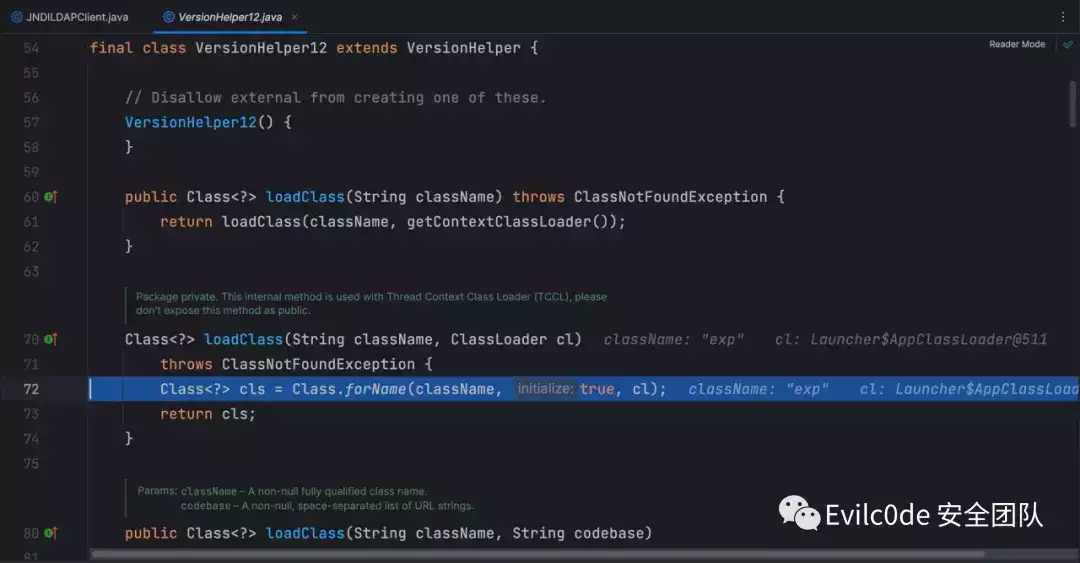 JNDILDAPClient.java VersionHelper12.java ×
54 final class VersionHelper12 extends VersionHelper { Reader Mode
55
56 // Disallow external from creating one of these.
57 VersionHelper12() {
58 }
59
60 public Class<?> loadClass(String className) throws ClassNotFoundException {
61 return loadClass(className, getContextClassLoader());
62 }
63
Package private. This internal method is used with Thread Context Class Loader (TCCL), please
don't expose this method as public.
70 Class<?> loadClass(String className, ClassLoader cl) className: "exp" cl: Launcher$AppClassLoader@511
71 throws ClassNotFoundException {
72 Class<?> cls = Class.forName(className, initialize: true, cl); className: "exp" cl: Launcher$AppClassLoad
73 return cls;
74 }
75
Params: className – A non-null fully qualified class name.
codebase – A non-null, space-separated list of URL strings.
80 public Class<?> loadClass(String className, String codebase)
81
Evilc0de 安全团队